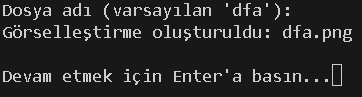 Dosya adı (varsayılan 'dfa'):
Görselleştirme oluşturuldu: dfa.png
Devam etmek için Enter'a basın...